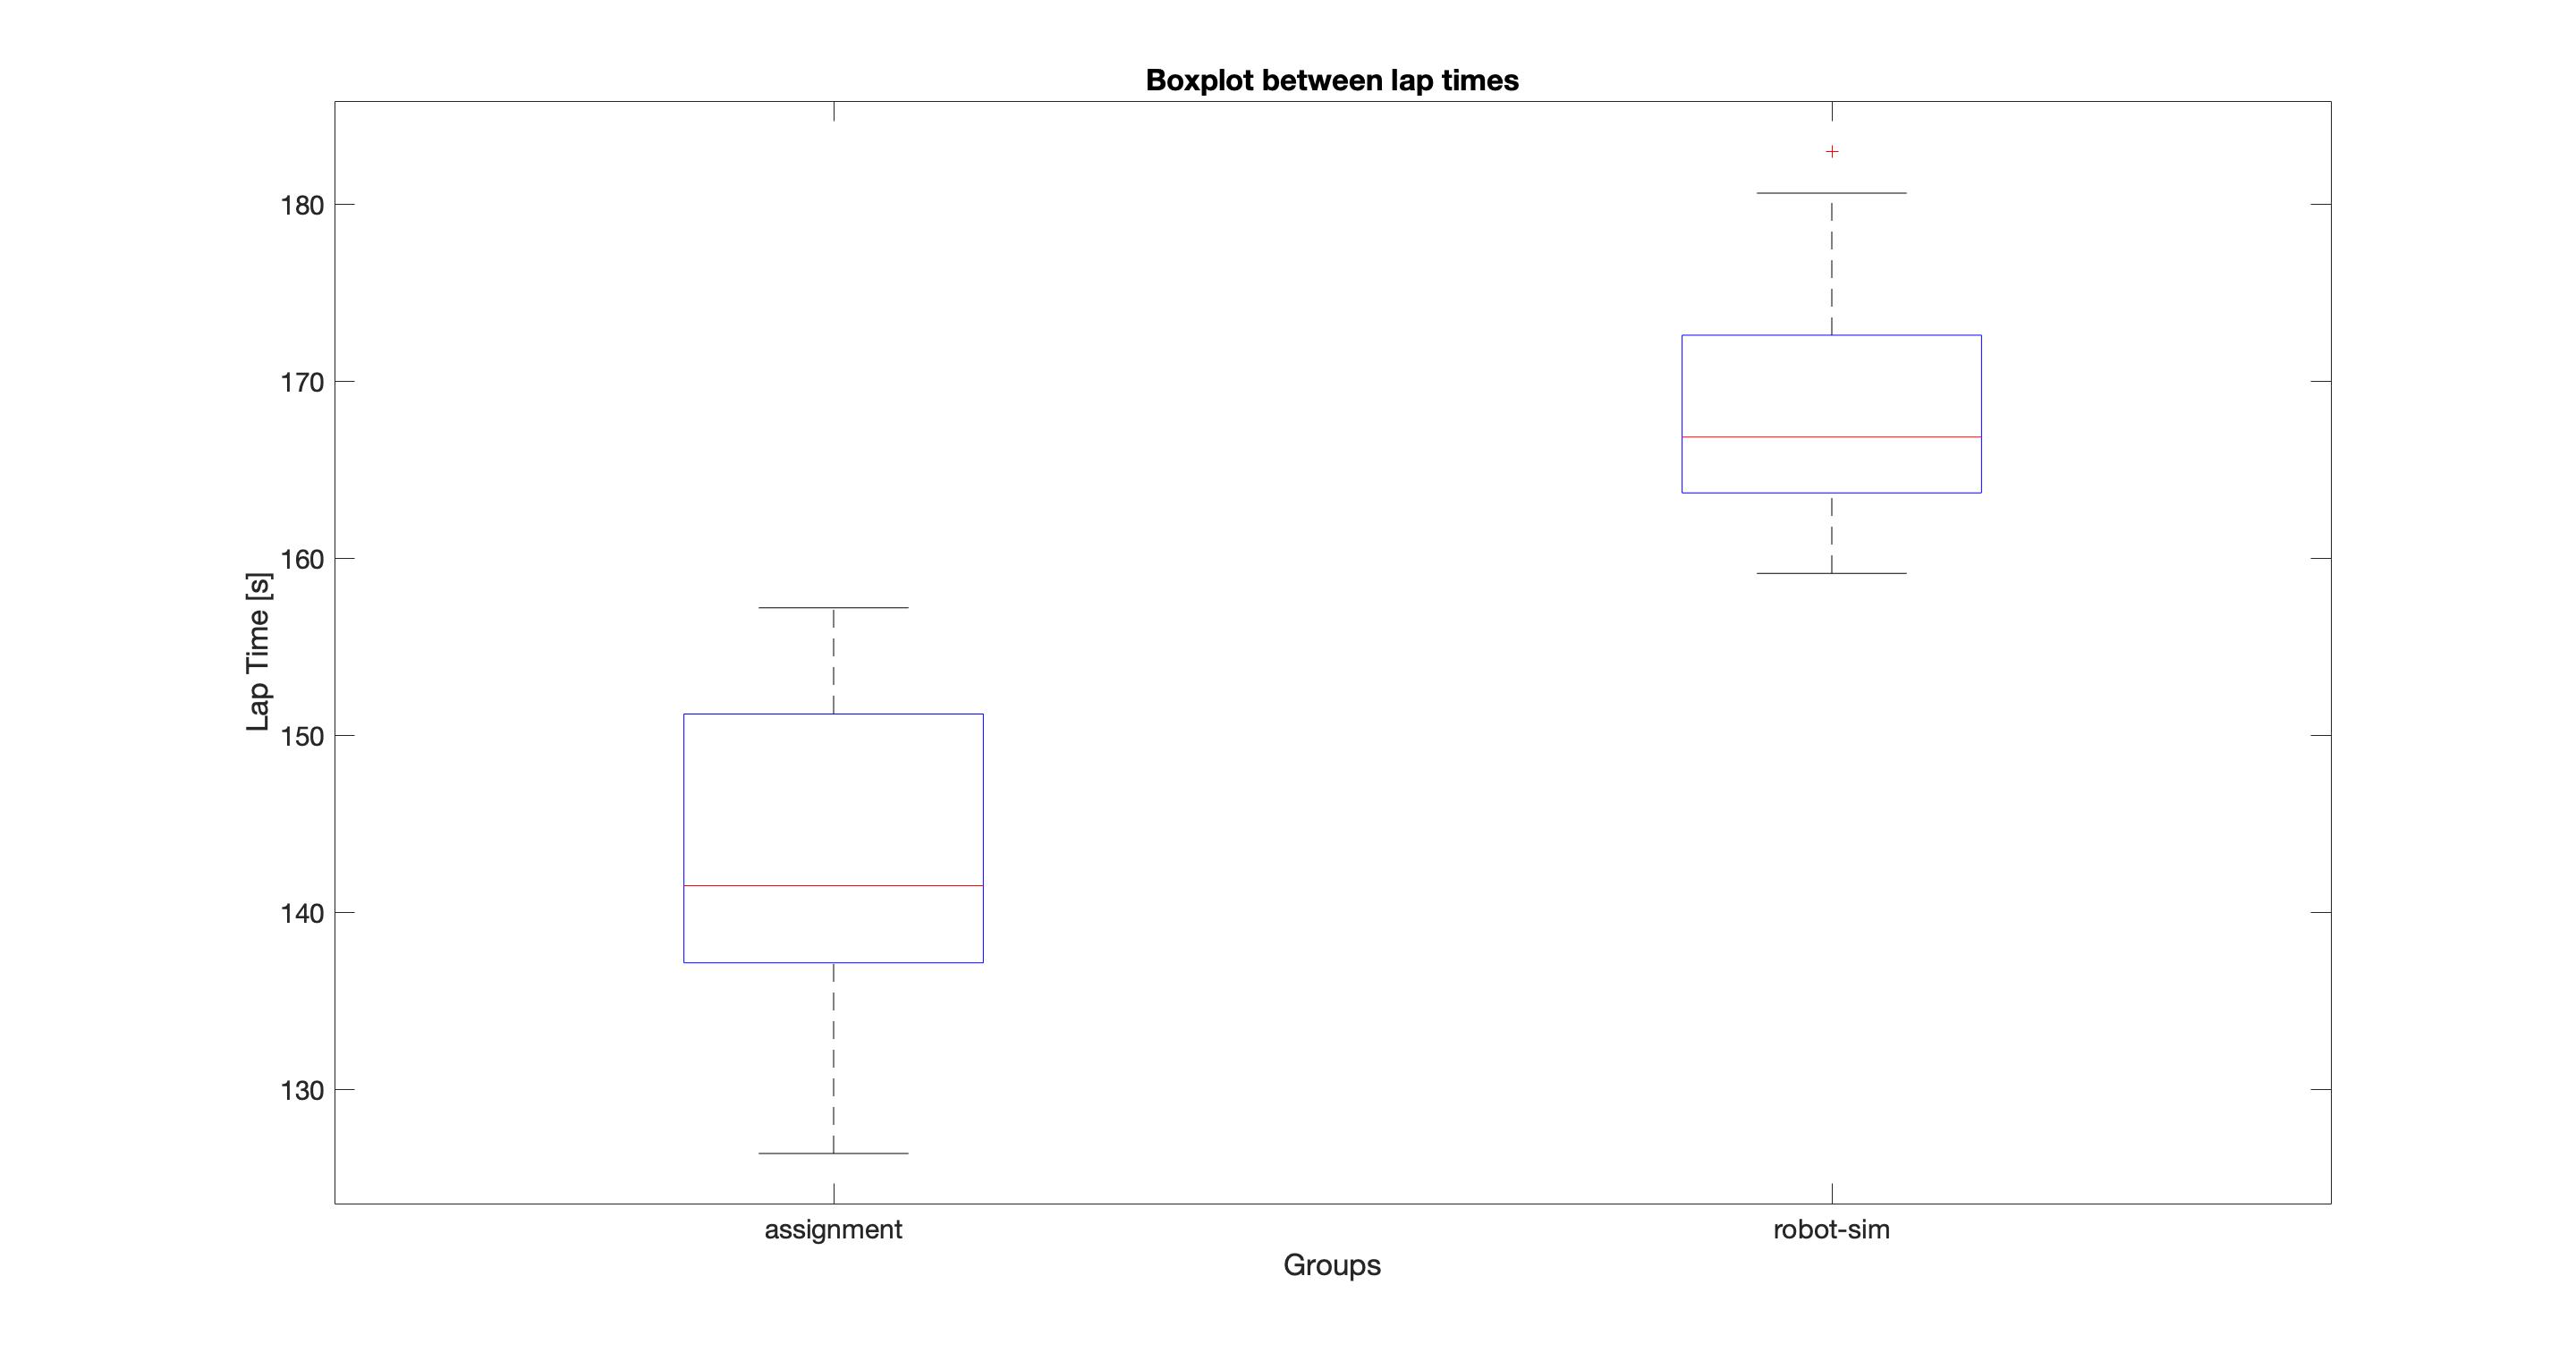 Boxplot between lap times
180
170
160
150
140
130
Lap Time [s]
assignment
robot-sim
Groups